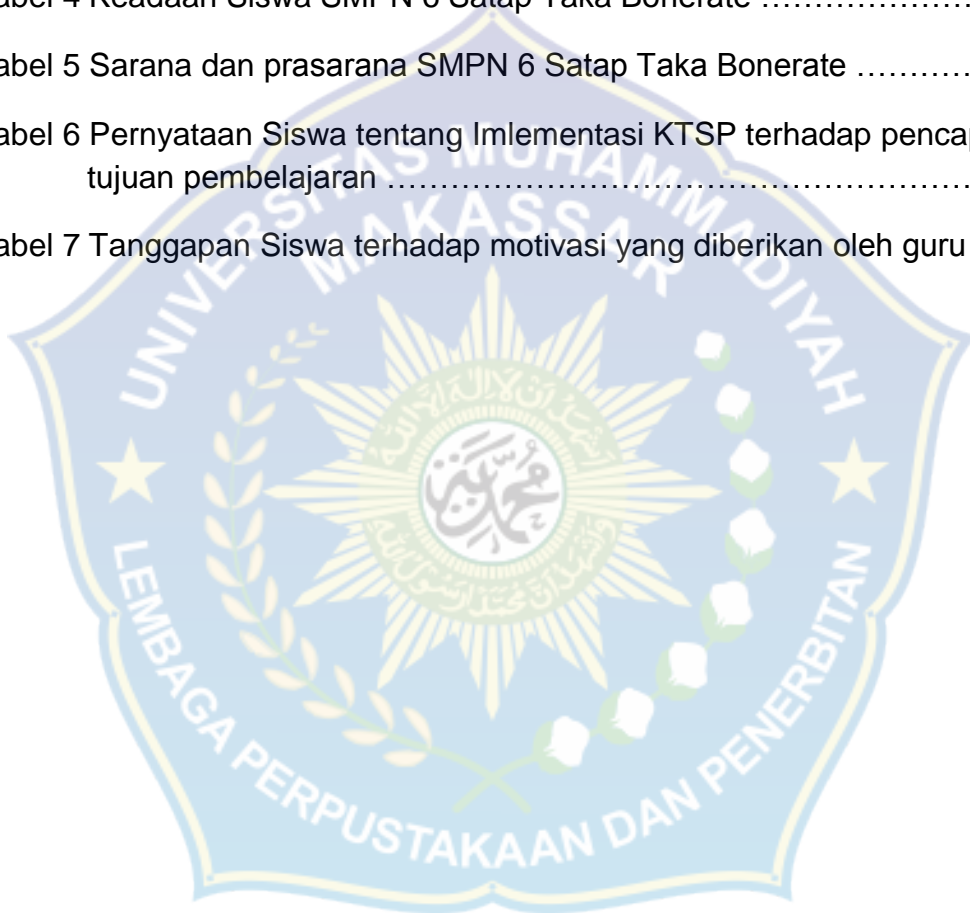 abel 4 Keadaan Siswa SMPN 6 Satap Taka Bonerate ……………………
abel 5 Sarana dan prasarana SMPN 6 Satap Taka Bonerate …………
abel 6 Pernyataan Siswa tentang Imlementasi KTSP terhadap pencap
tujuan pembelajaran ……………………………………………………
abel 7 Tanggapan Siswa terhadap motivasi yang diberikan oleh guru
UNIVERSITAS MUHAMMADIYAH
MAKASSAR
محمدية
LEMBAGA PERPUSTAKAAN DAN PENERBITAN